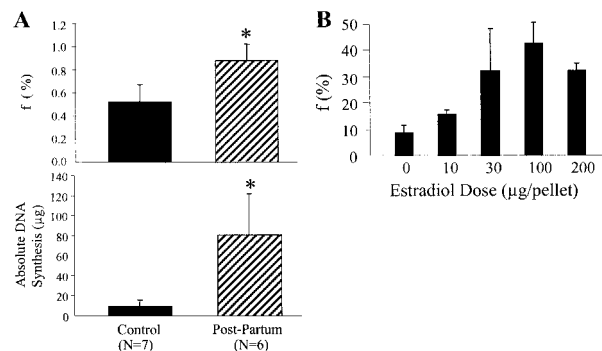 A
f (%)
1.2
1.0
0.8
0.6
0.4
0.2
0.0
*
Absolute DNA
Synthesis (µg)
140
120
100
80
60
40
20
0
*
Control
(N=7)
Post-Partum
(N=6)
B
f (%)
50
40
30
20
10
0
0 10 30 100 200
Estradiol Dose (µg/pellet)